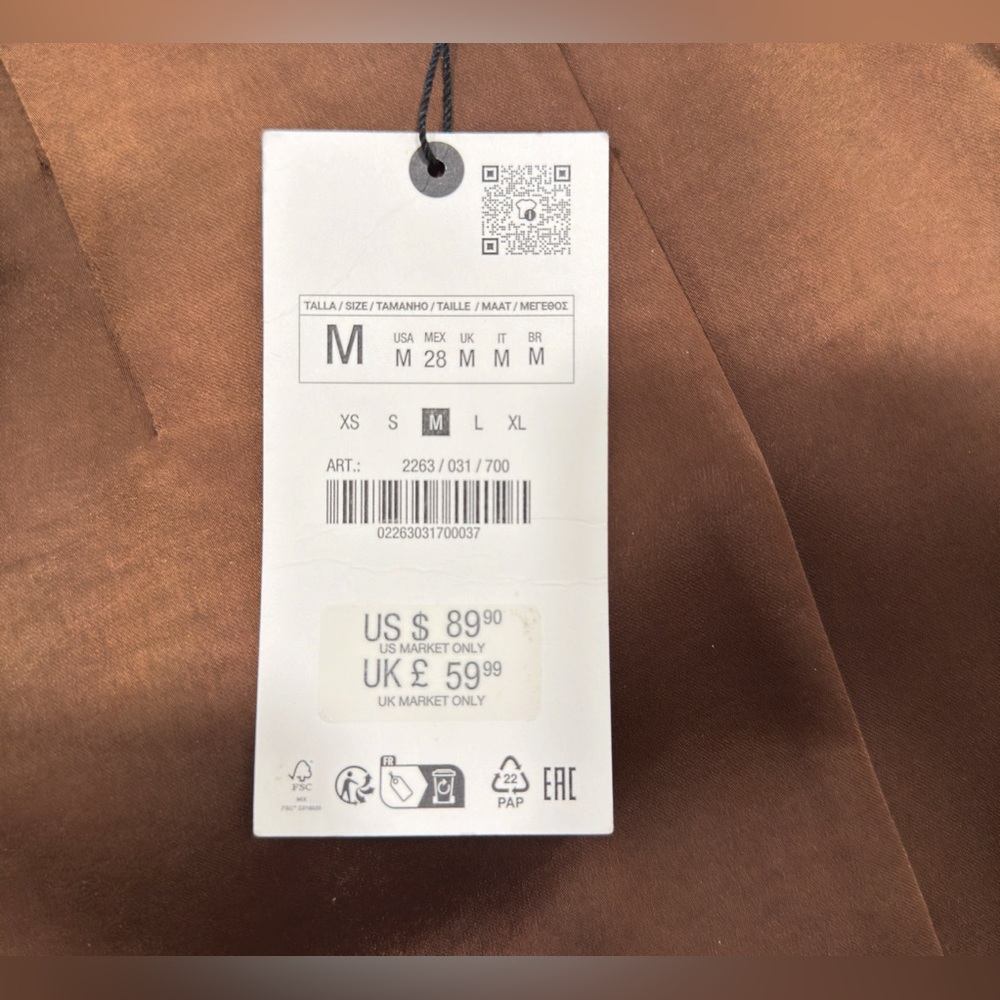 TALLA / SIZE / TAMANHO / TAILLE / MAAT / ΜΕΓΕΘΟΣ
M
USA MEX UK IT BR
M 28 M M M
XS S M L XL
ART.: 2263 / 031 / 700
02263031700037
US $ 89 90
US MARKET ONLY
UK £ 59 99
UK MARKET ONLY
FR
FSC
MIX
22
PAP
EAC